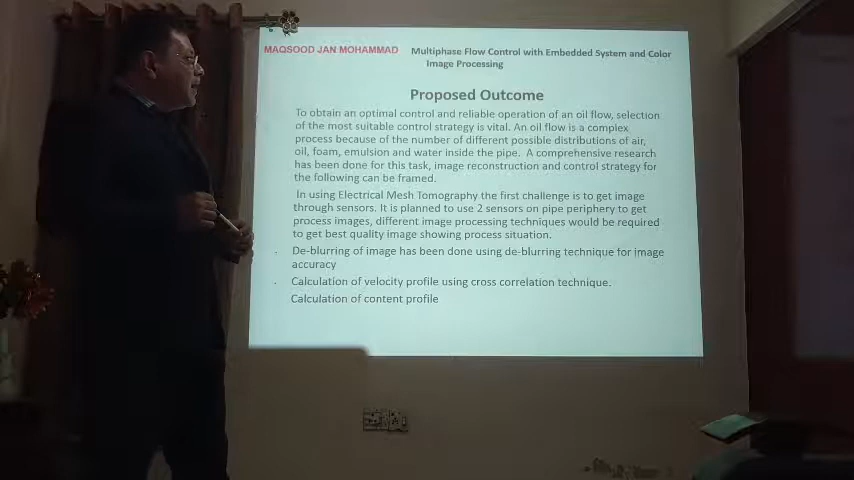 MAQSOOD JAN MOHAMMAD Multiphase Flow Control with Embedded System and Color
Image Processing
Proposed Outcome
To obtain an optimal control and reliable operation of an oil flow, selection
of the most suitable control strategy is vital. An oil flow is a complex
process because of the number of different possible distributions of air,
oil, foam, emulsion and water inside the pipe. A comprehensive research
has been done for this task, image reconstruction and control strategy for
the following can be framed.
In using Electrical Mesh Tomography the first challenge is to get image
through sensors. It is planned to use 2 sensors on pipe periphery to get
process images, different image processing techniques would be required
to get best quality image showing process situation.
· De-blurring of image has been done using de-blurring technique for image
accuracy
· Calculation of velocity profile using cross correlation technique.
Calculation of content profile